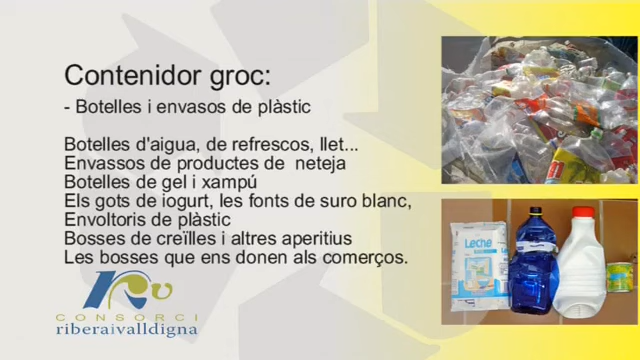 Contenidor groc:
- Botelles i envasos de plàstic
Botelles d'aigua, de refrescos, llet...
Envassos de productes de neteja
Botelles de gel i xampú
Els gots de iogurt, les fonts de suro blanc,
Envoltoris de plàstic
Bosses de creïlles i altres aperitius
Les bosses que ens donen als comerços.
CONSORCI
riberaivalldigna
Leche